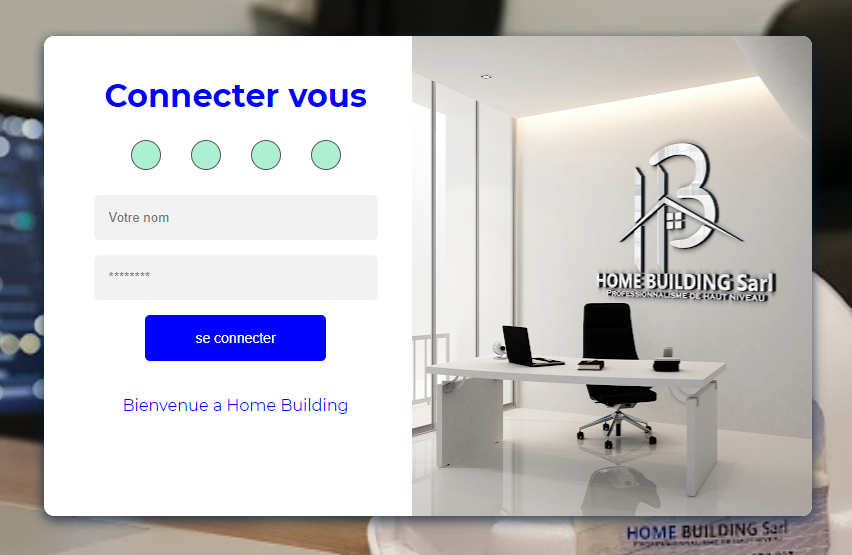 Connecter vous
Votre nom
********
se connecter
Bienvenue a Home Building
HB
HOME BUILDING Sarl
PROFESSIONNALISME DE HAUT NIVEAU
HOME BUILDING Sarl